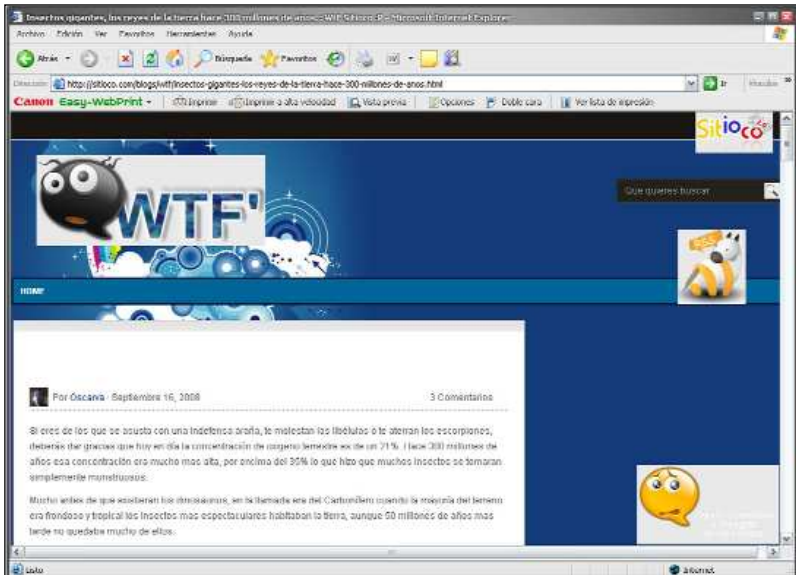 Insectos gigantes, los reyes de la tierra hace 300 millones de anos. - WTF Sitioco :P - Microsoft Internet Explorer
Archivo Edición Ver Favoritos Herramientas Ayuda
Atrás Búsqueda Favoritos
Dirección http://sitioco.com/blogs/wtf/insectos-gigantes-los-reyes-de-la-tierra-hace-300-millones-de-anos.html Ir Vínculos
Canon Easy-WebPrint Imprimir Imprimir a alta velocidad Vista previa Opciones Doble cara Ver lista de impresión
Sitioco
WTF'
Que quieres buscar
RSS
HOME
Por Oscarwa · Septiembre 16, 2008 3 Comentarios
Si eres de los que se asusta con una indefensa araña, te molestan las libélulas o te aterran los escorpiones,
deberás dar gracias que hoy en día la concentración de oxigeno terrestre es de un 21%. Hace 300 millones de
años esa concentración era mucho mas alta, por encima del 35% lo que hizo que muchos insectos se tornaran
simplemente monstruosos.
Mucho antes de que existieran los dinosaurios, en la llamada era del Carbonífero cuando la mayoría del terreno
era frondoso y tropical los insectos mas espectaculares habitaban la tierra, aunque 50 millones de años mas
tarde no quedaba mucho de ellos.
Listo Internet